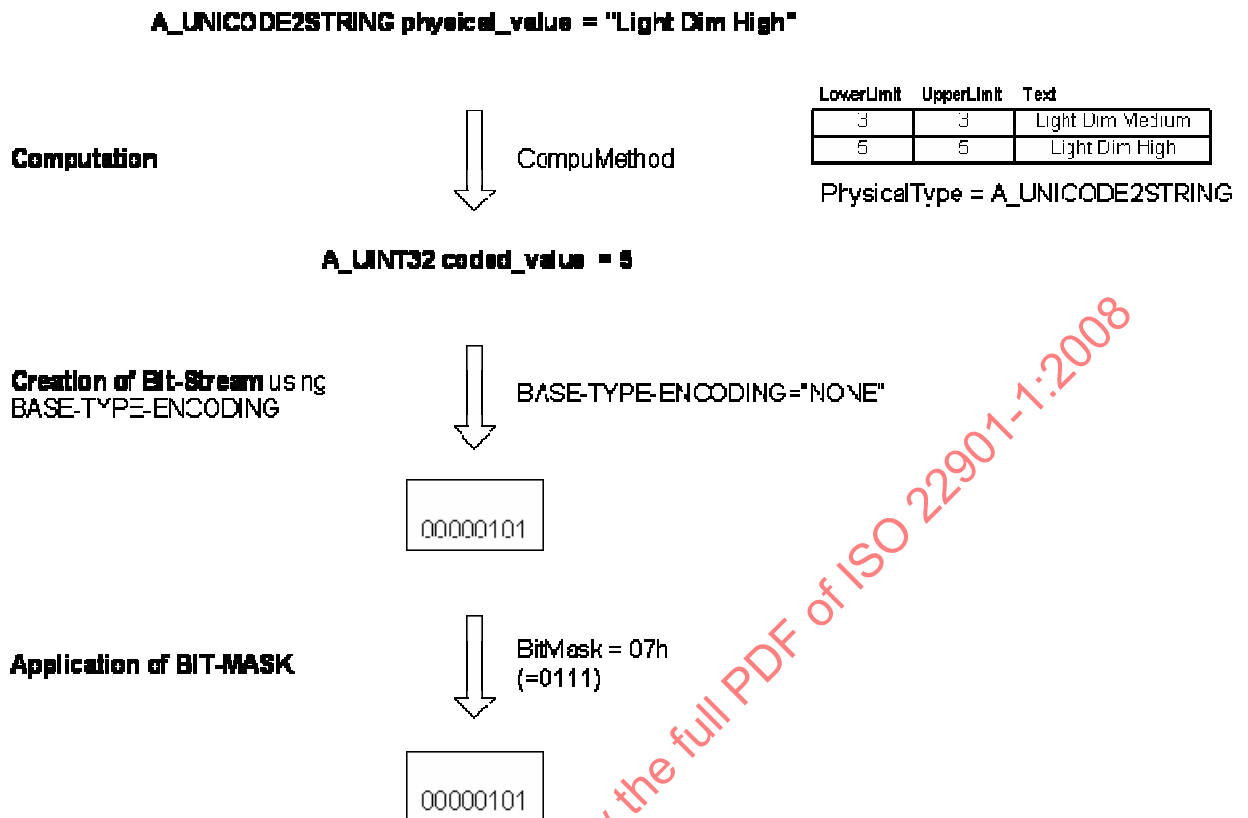 A_UNICODE2STRING physical_value = "Light Dim High"
LowerLimit UpperLimit Text
3 3 Light Dim Medium
5 5 Light Dim High
PhysicalType = A_UNICODE2STRING
Computation
CompuMethod
A_UINT32 coded_value = 5
Creation of Bit-Stream using
BASE-TYPE-ENCODING
BASE-TYPE-ENCODING="NONE"
00000101
Application of BIT-MASK
BitMask = 07h
(=0111)
00000101
y the full PDF of ISO 22901-1:2008